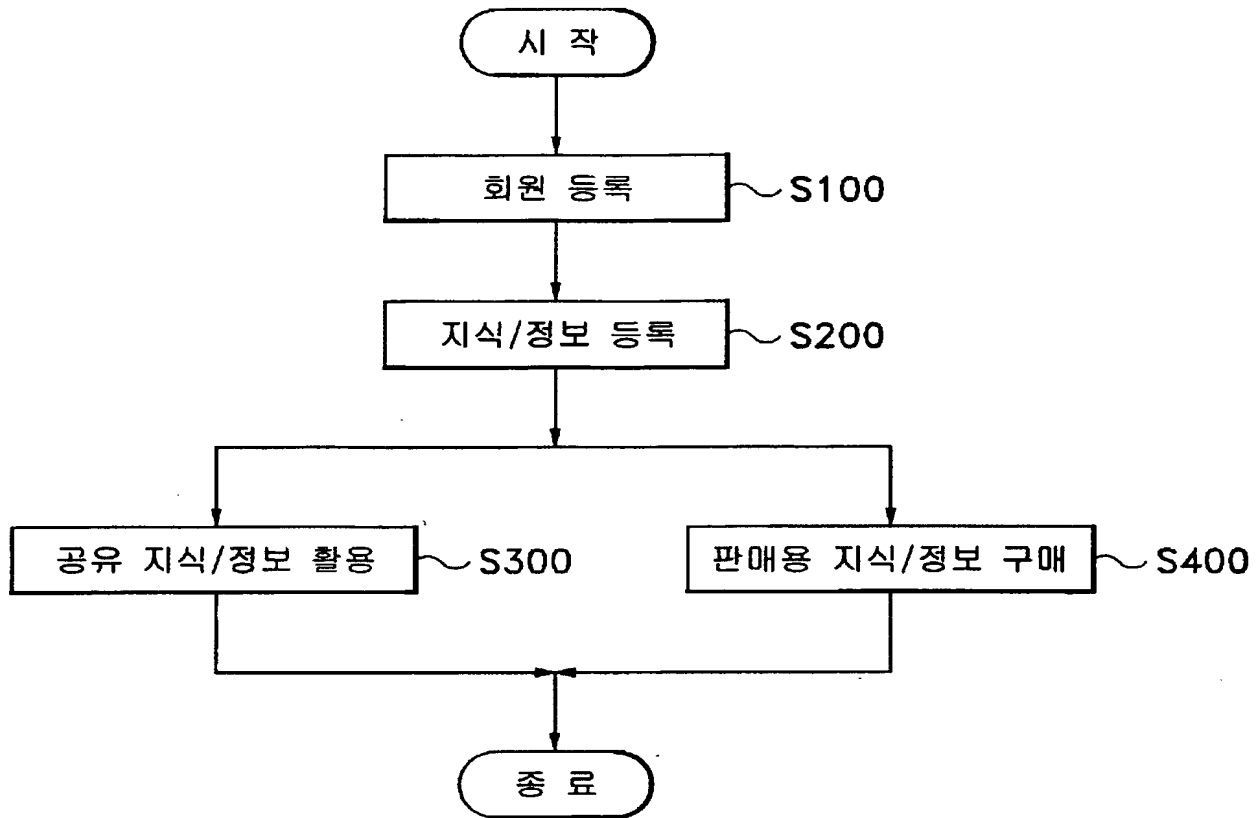 시 작
회원 등록 S100
지식/정보 등록 S200
공유 지식/정보 활용 S300
판매용 지식/정보 구매 S400
종 료